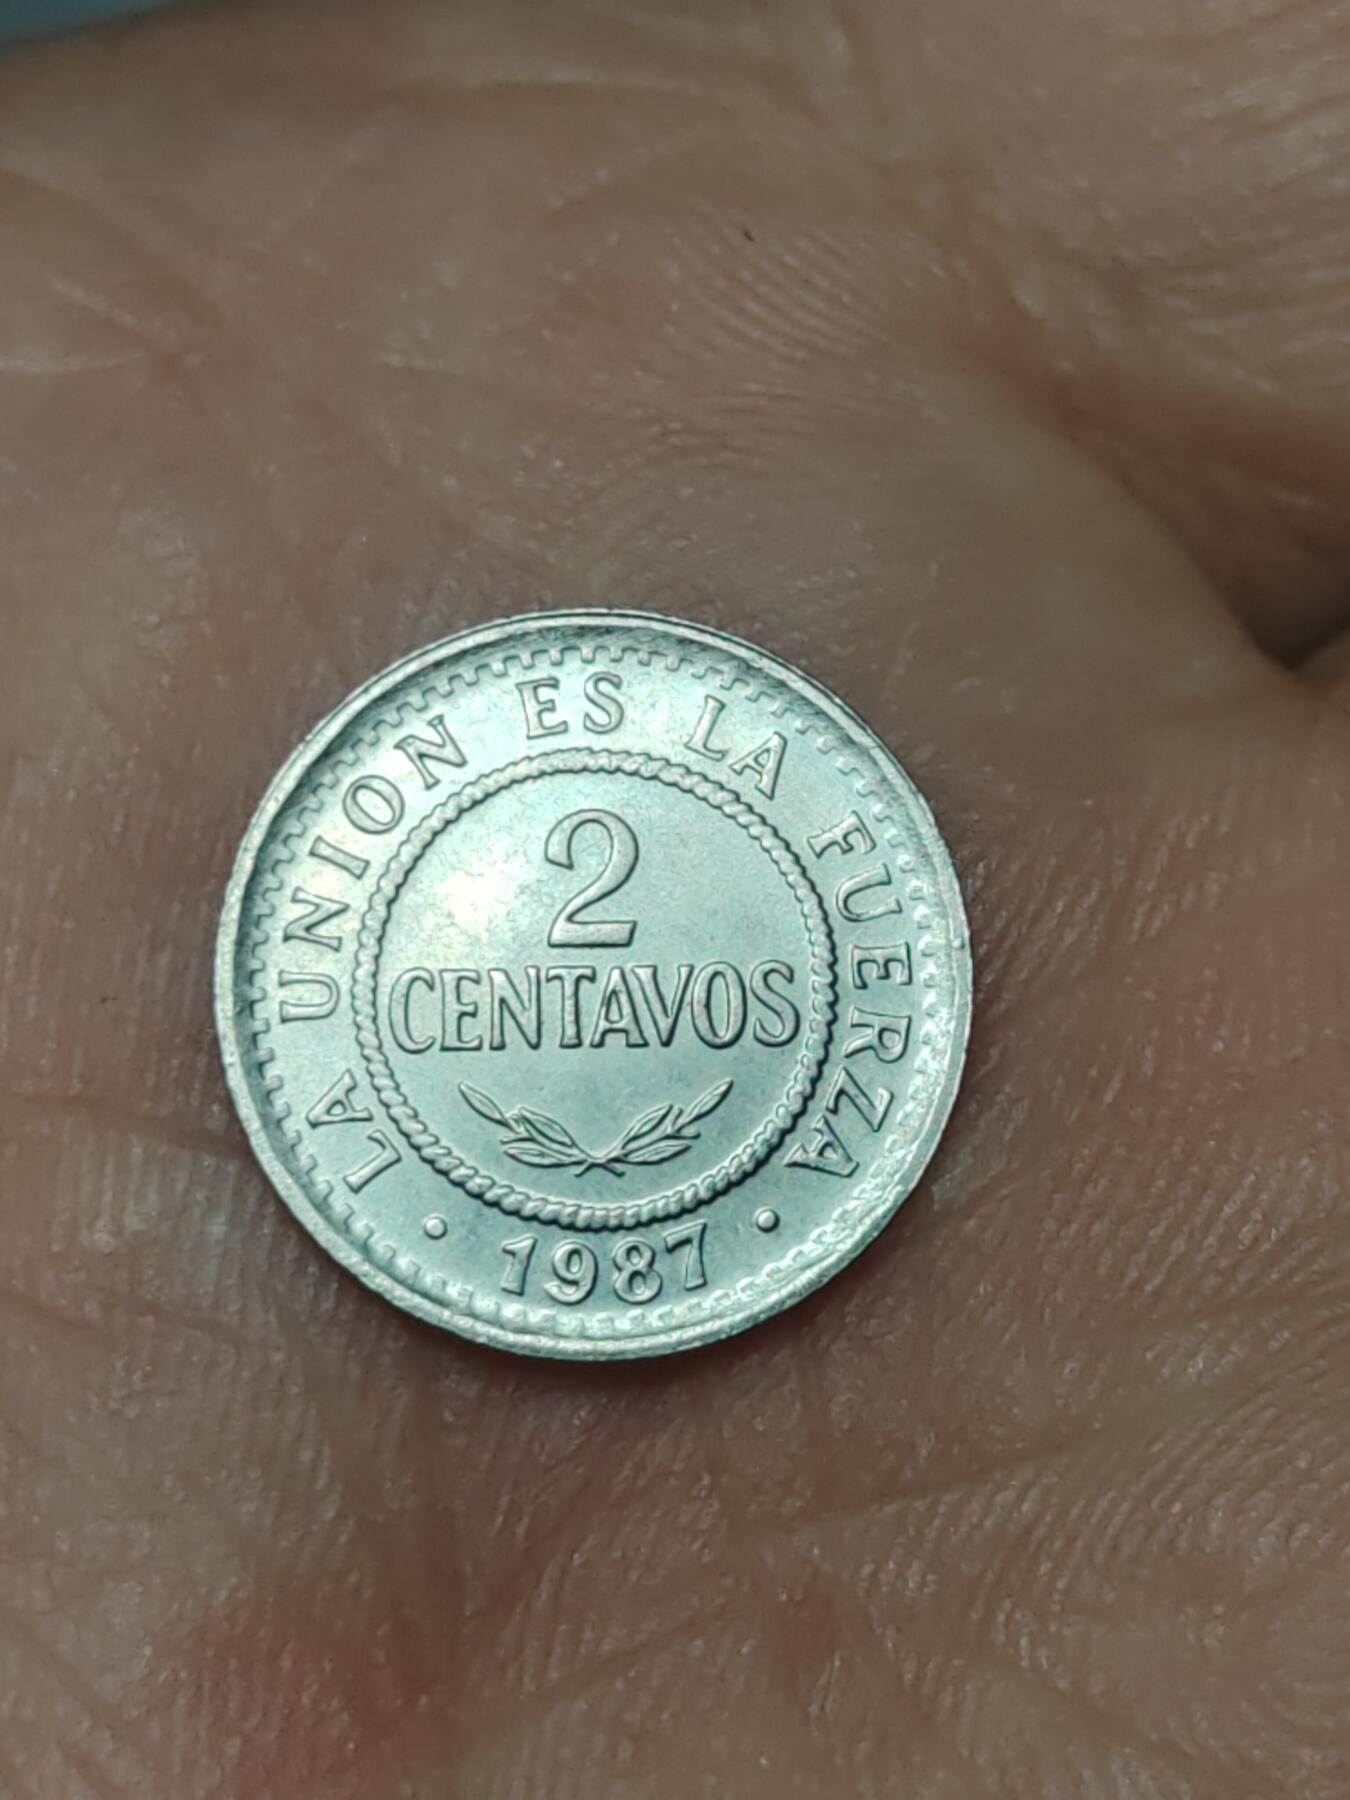 LA UNION ES LA FUERZA
2
CENTAVOS
• 1987 •